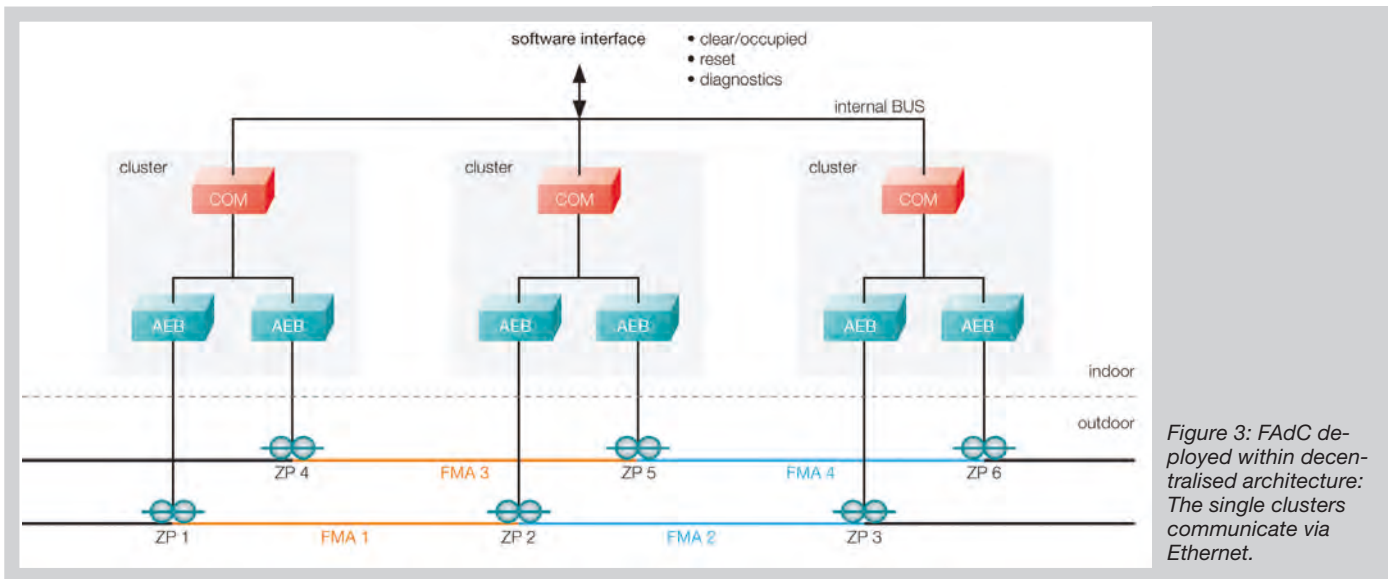 software interface
• clear/occupied
• reset
• diagnostics
internal BUS
cluster
cluster
cluster
COM
COM
COM
AEB
AEB
AEB
AEB
AEB
AEB
indoor
outdoor
ZP 4
FMA 3
ZP 5
FMA 4
ZP 6
ZP 1
FMA 1
ZP 2
FMA 2
ZP 3
Figure 3: FAdC de-
ployed within decen-
tralised architecture:
The single clusters
communicate via
Ethernet.